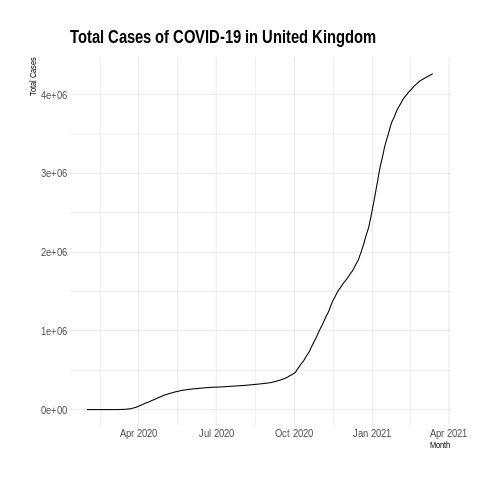 Total Cases of COVID-19 in United Kingdom
Total Cases
4e+06
3e+06
2e+06
1e+06
0e+00
Apr 2020 Jul 2020 Oct 2020 Jan 2021 Apr 2021
Month